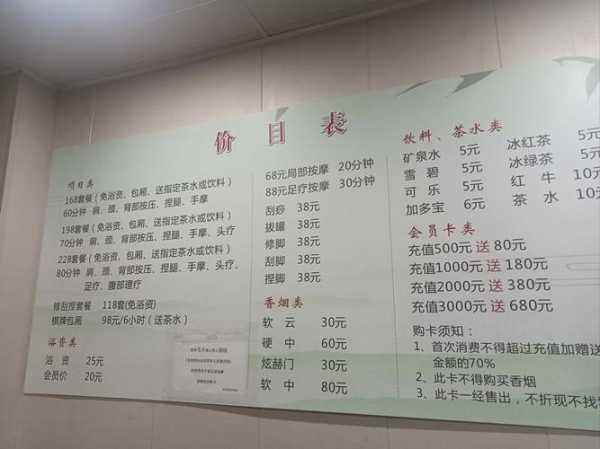 价目表
项目类
168套餐（免浴资、包厢、送指定茶水或饮料）
60分钟 肩、颈、背部按压、捏腿、手摩
198套餐（免浴资、包厢、送指定茶水或饮料）
70分钟 肩、颈、背部按压、捏腿、手摩、头疗
228套餐（免浴资、包厢、送指定茶水或饮料）
80分钟 肩、颈、背部按压、捏腿、手摩、头疗、
足疗、腹部理疗
修刮捏套餐 118套(免浴资)
棋牌包厢 98元/6小时（送茶水）
浴资类
浴资 25元
会员价 20元
68元局部按摩 20分钟
88元足疗按摩 30分钟
刮痧 38元
拔罐 38元
修脚 38元
刮脚 38元
捏脚 38元
香烟类
软云 30元
硬中 60元
炫赫门 30元
软中 80元
饮料、茶水类
矿泉水 5元 冰红茶 5元
雪碧 5元 冰绿茶 5元
可乐 5元 红牛 10元
加多宝 6元 茶水 10
会员卡类
充值500元送80元
充值1000元送180元
充值2000元送380元
充值3000元送680元
购卡须知：
1、首次消费不得超过充值加赠送
金额的70%
2、此卡不得购买香烟
3、此卡一经售出，不折现不找